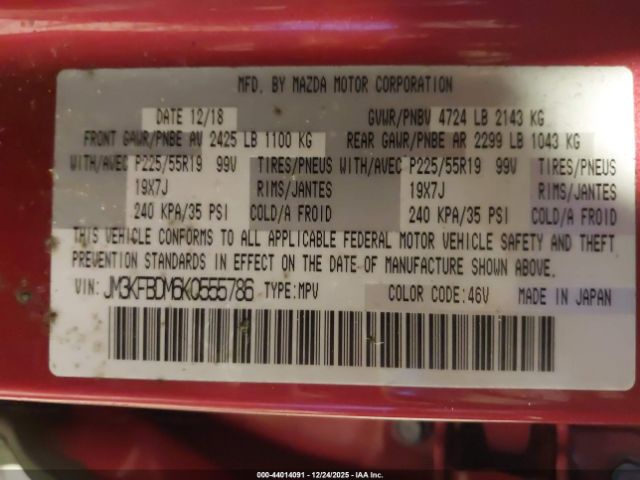 MFD. BY MAZDA MOTOR CORPORATION
DATE 12/18 GVWR/PNBV 4724 LB 2143 KG
FRONT GAWR/PNBE AV 2425 LB 1100 KG REAR GAWR/PNBE AR 2299 LB 1043 KG
WITH/AVEC P225/55R19 99V TIRES/PNEUS WITH/AVEC P225/55R19 99V TIRES/PNEUS
19X7J RIMS/JANTES 19X7J RIMS/JANTES
240 KPA/35 PSI COLD/A FROID 240 KPA/35 PSI COLD/A FROID
THIS VEHICLE CONFORMS TO ALL APPLICABLE FEDERAL MOTOR VEHICLE SAFETY AND THEFT
PREVENTION STANDARDS IN EFFECT ON THE DATE OF MANUFACTURE SHOWN ABOVE.
VIN: JM3KFBDM6K0555786 TYPE: MPV COLOR CODE: 46V MADE IN JAPAN
000-44014091 - 12/24/2025 - IAA Inc.